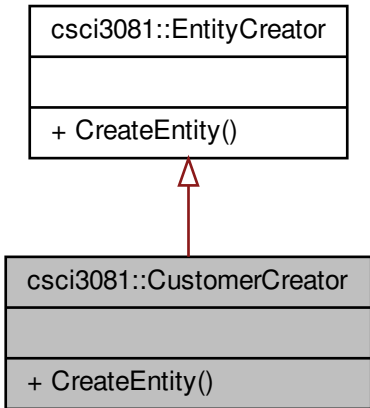 csci3081::EntityCreator
+ CreateEntity()
csci3081::CustomerCreator
+ CreateEntity()